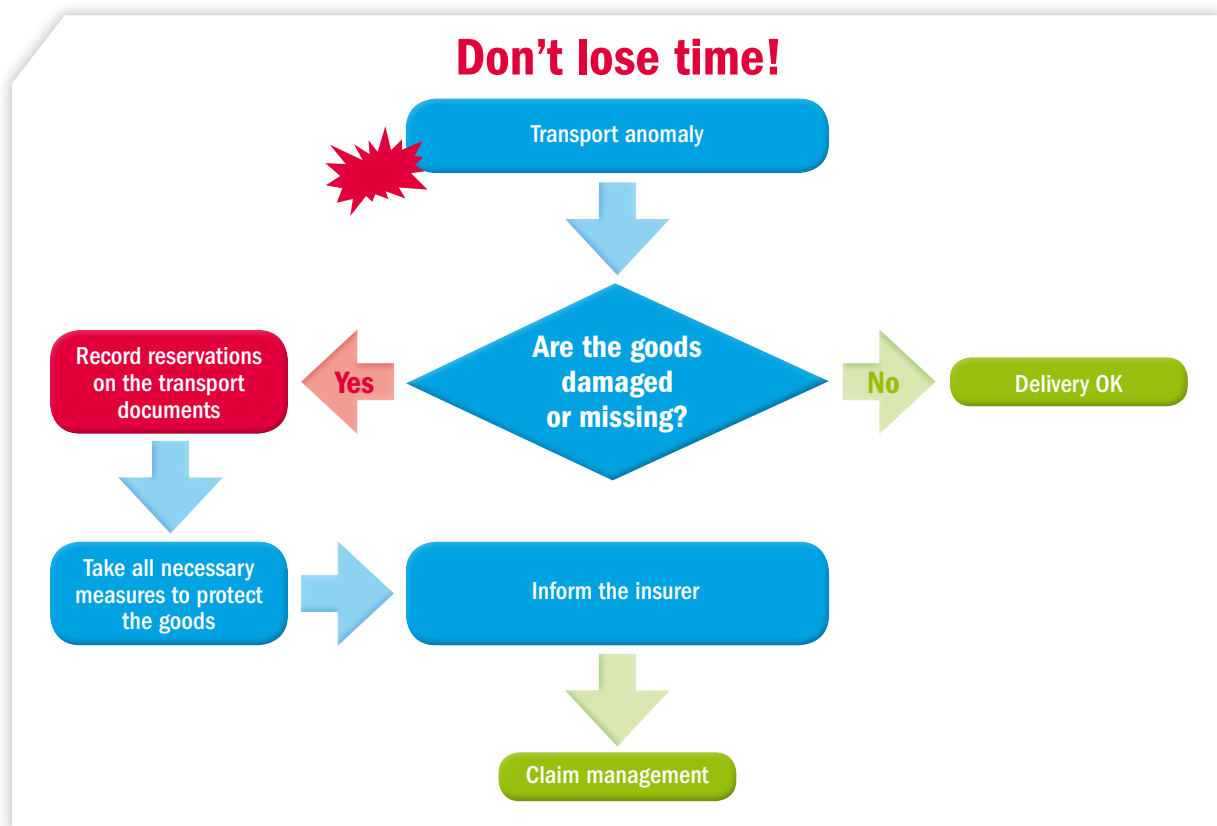 Don’t lose time!
Transport anomaly
Are the goods
damaged
or missing?
Yes
No
Record reservations
on the transport
documents
Delivery OK
Take all necessary
measures to protect
the goods
Inform the insurer
Claim management